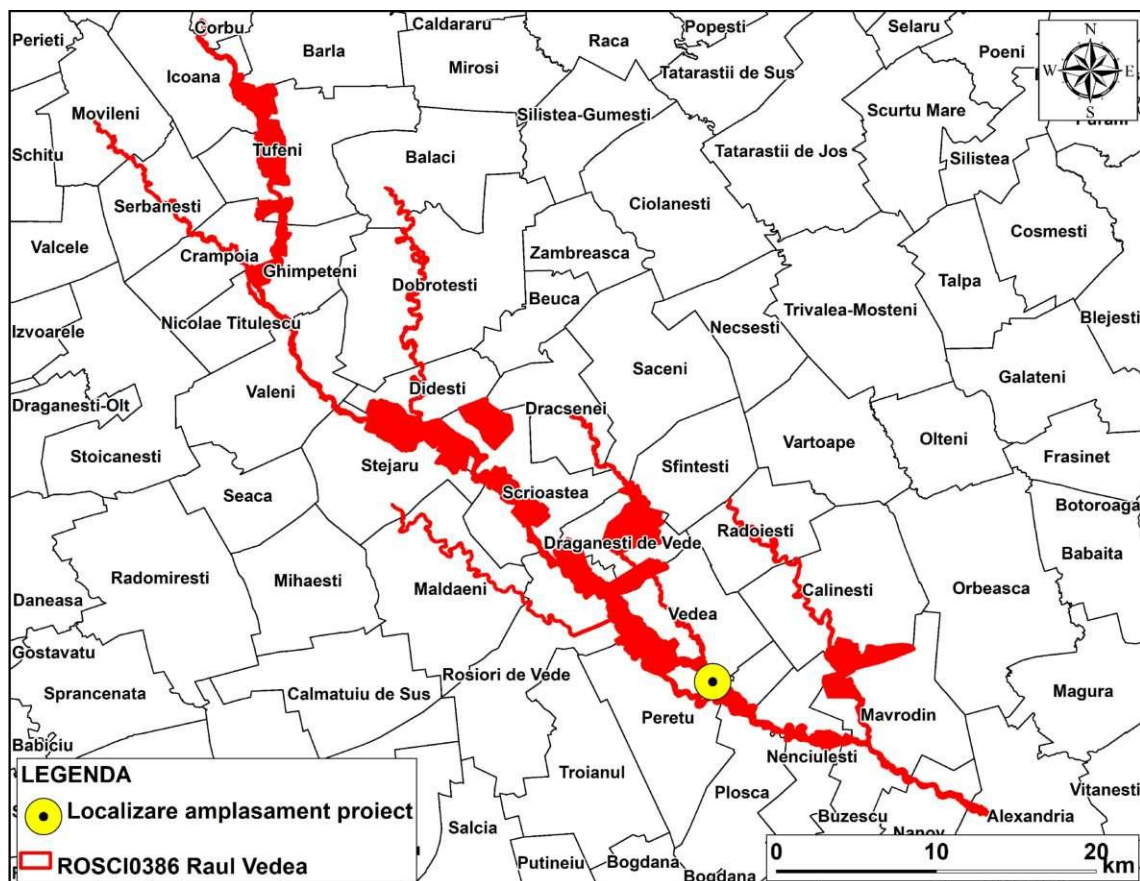 Corbu
Caldararu
Popesti
Selaru
Perieti
Barla
Raca
Poeni
N
Icoana
Mirosi
Tatarastii de Sus
W
E
S
Movileni
Silistea-Gumesti
Scurtu Mare
Schitu
Tufeni
Balaci
Tatarastii de Jos
Silistea
Serbanesti
Ciolanesti
Valcele
Crampoia
Zambreasca
Cosmesti
Ghimpeteni
Dobrotesti
Talpa
Beuca
Trivalea-Mosteni
Izvoarele
Nicolae Titulescu
Necsesti
Blejesti
Saceni
Galateni
Valeni
Didesti
Draganesti-Olt
Dracsenei
Vartoape
Olteni
Stoicanesti
Stejaru
Sfintesti
Frasinet
Seaca
Scrioastea
Botoroaga
Radoiesti
Draganesti de Vede
Babaita
Radomiresti
Mihaesti
Maldaeni
Calinesti
Orbeasca
Daneasa
Vedea
Gostavatu
Rosiori de Vede
Sprancenata
Calmatuiu de Sus
Magura
Peretu
Mavrodin
Babiciu
Nenciulesti
Troianul
LEGENDA
Plosca
Vitanesti
Localizare amplasament proiect
Buzescu
Alexandria
Salcia
Nanov
ROSCI0386 Raul Vedea
Putineiu
Bogdana
Bogdana
0 10 20
km